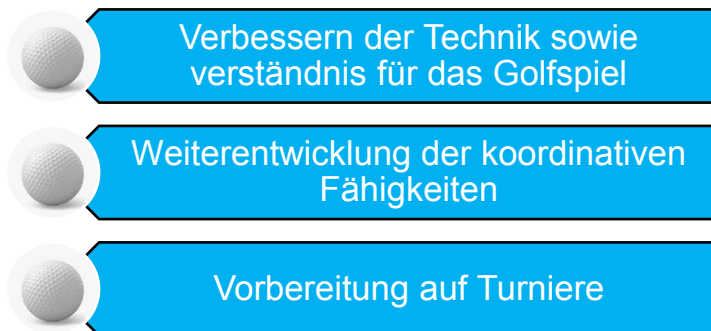 Verbessern der Technik sowie
verständnis für das Golfspiel
Weiterentwicklung der koordinativen
Fähigkeiten
Vorbereitung auf Turniere